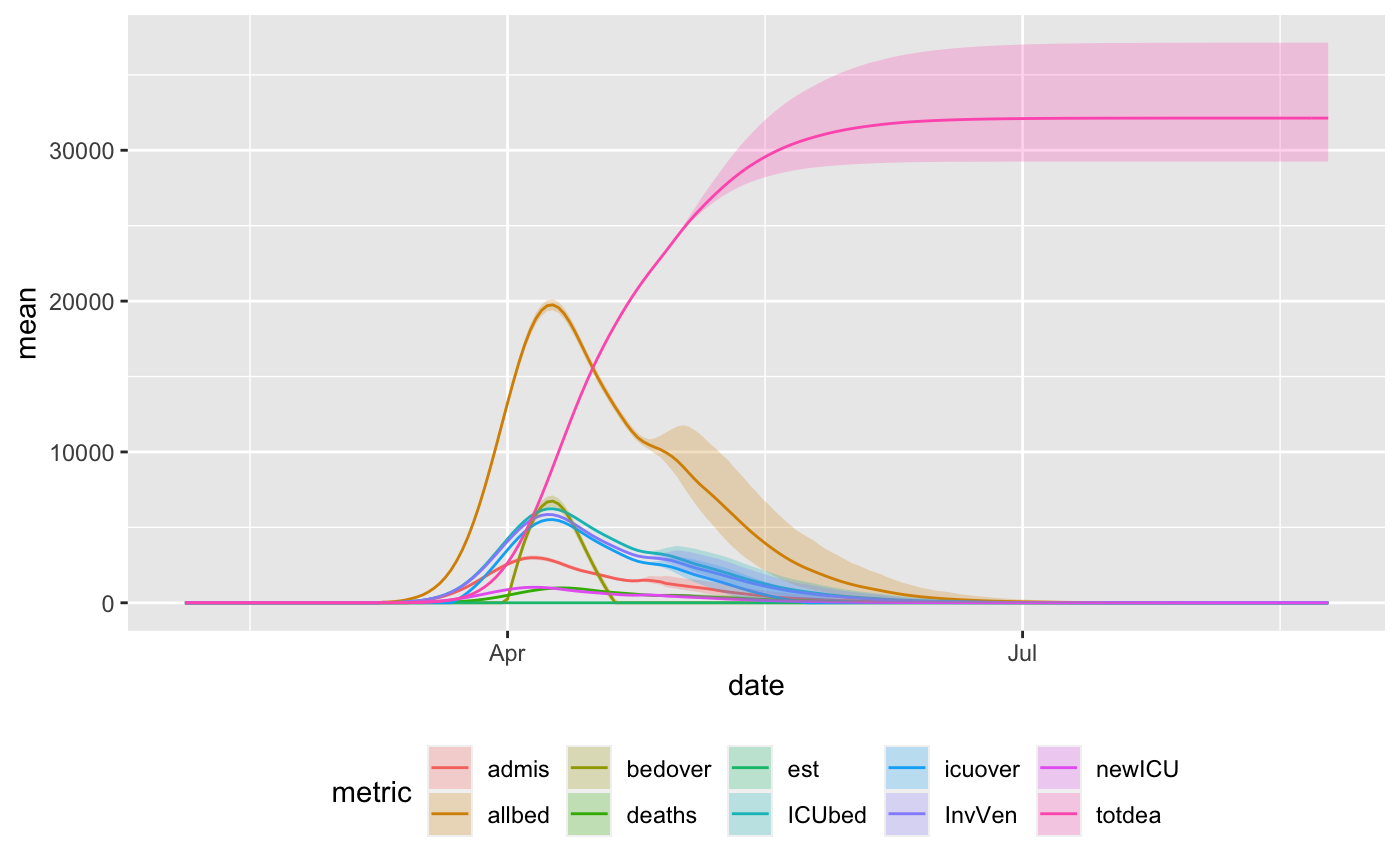 mean
30000
20000
10000
0
Apr
Jul
date
metric
admis
bedover
est
icuover
newICU
allbed
deaths
ICUbed
InvVen
totdea